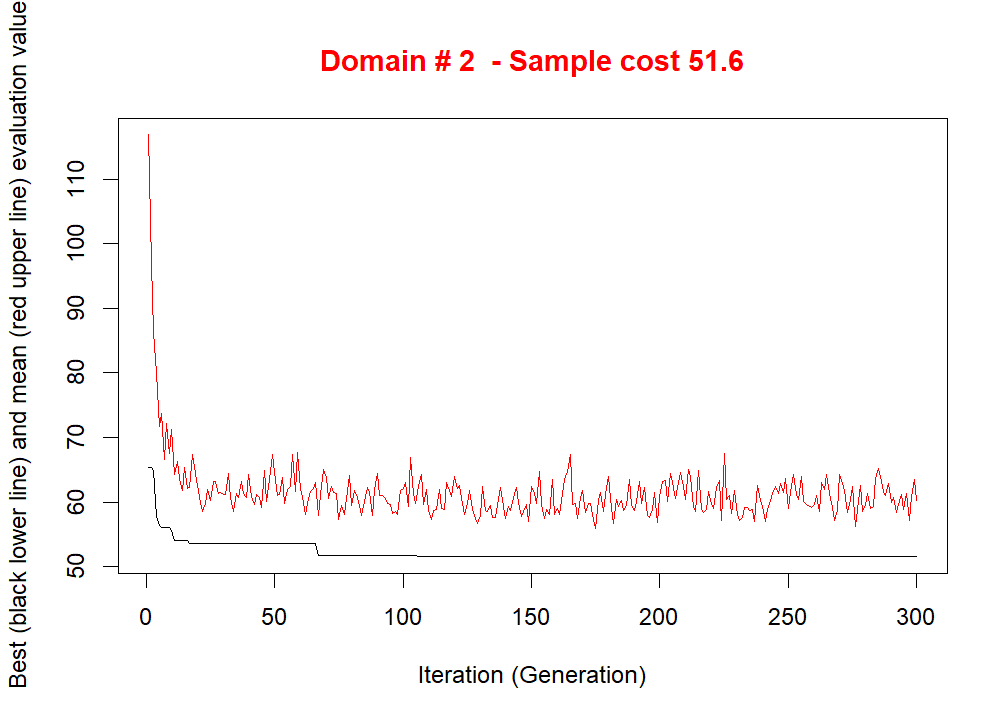 Domain # 2 - Sample cost 51.6
Best (black lower line) and mean (red upper line) evaluation value
110
100
90
80
70
60
50
0 50 100 150 200 250 300
Iteration (Generation)